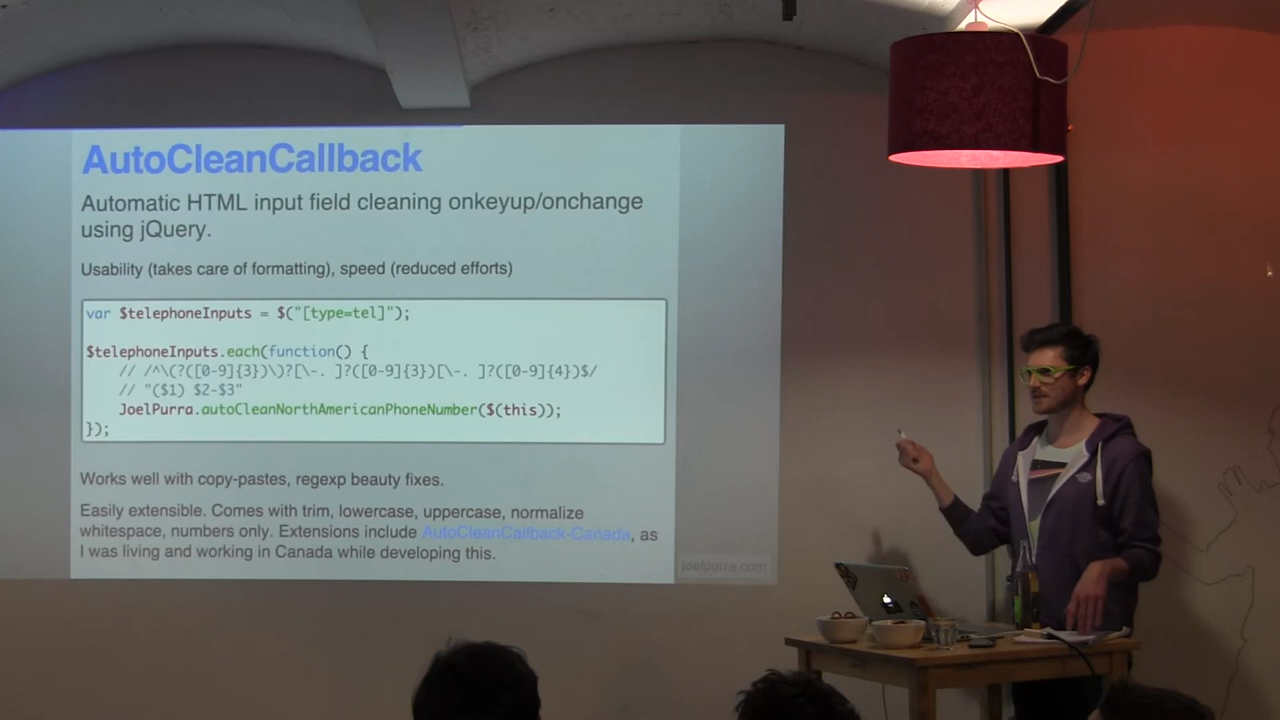 AutoCleanCallback
Automatic HTML input field cleaning onkeyup/onchange
using jQuery.
Usability (takes care of formatting), speed (reduced efforts)
var $telephoneInputs = $("[type=tel]");
$telephoneInputs.each(function() {
// /^\(?([0-9]{3})\)?[\-. ]?([0-9]{3})[\-. ]?([0-9]{4})$/
// "($1) $2-$3"
JoelPurra.autoCleanNorthAmericanPhoneNumber($(this));
});
Works well with copy-pastes, regexp beauty fixes.
Easily extensible. Comes with trim, lowercase, uppercase, normalize
whitespace, numbers only. Extensions include AutoCleanCallback-Canada, as
I was living and working in Canada while developing this.
joelpurra.com